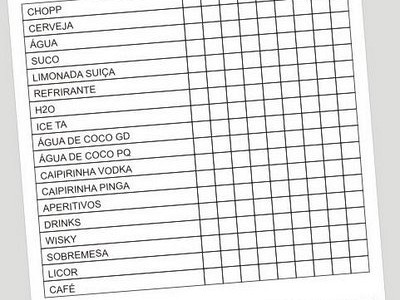 CHOPP
CERVEJA
ÁGUA
SUCO
LIMONADA SUIÇA
REFRIRANTE
H2O
ICE TA
ÁGUA DE COCO GD
ÁGUA DE COCO PQ
CAIPIRINHA VODKA
CAIPIRINHA PINGA
APERITIVOS
DRINKS
WISKY
SOBREMESA
LICOR
CAFÉ